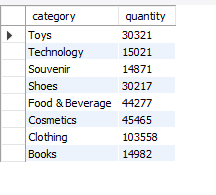 category quantity
Toys 30321
Technology 15021
Souvenir 14871
Shoes 30217
Food & Beverage 44277
Cosmetics 45465
Clothing 103558
Books 14982